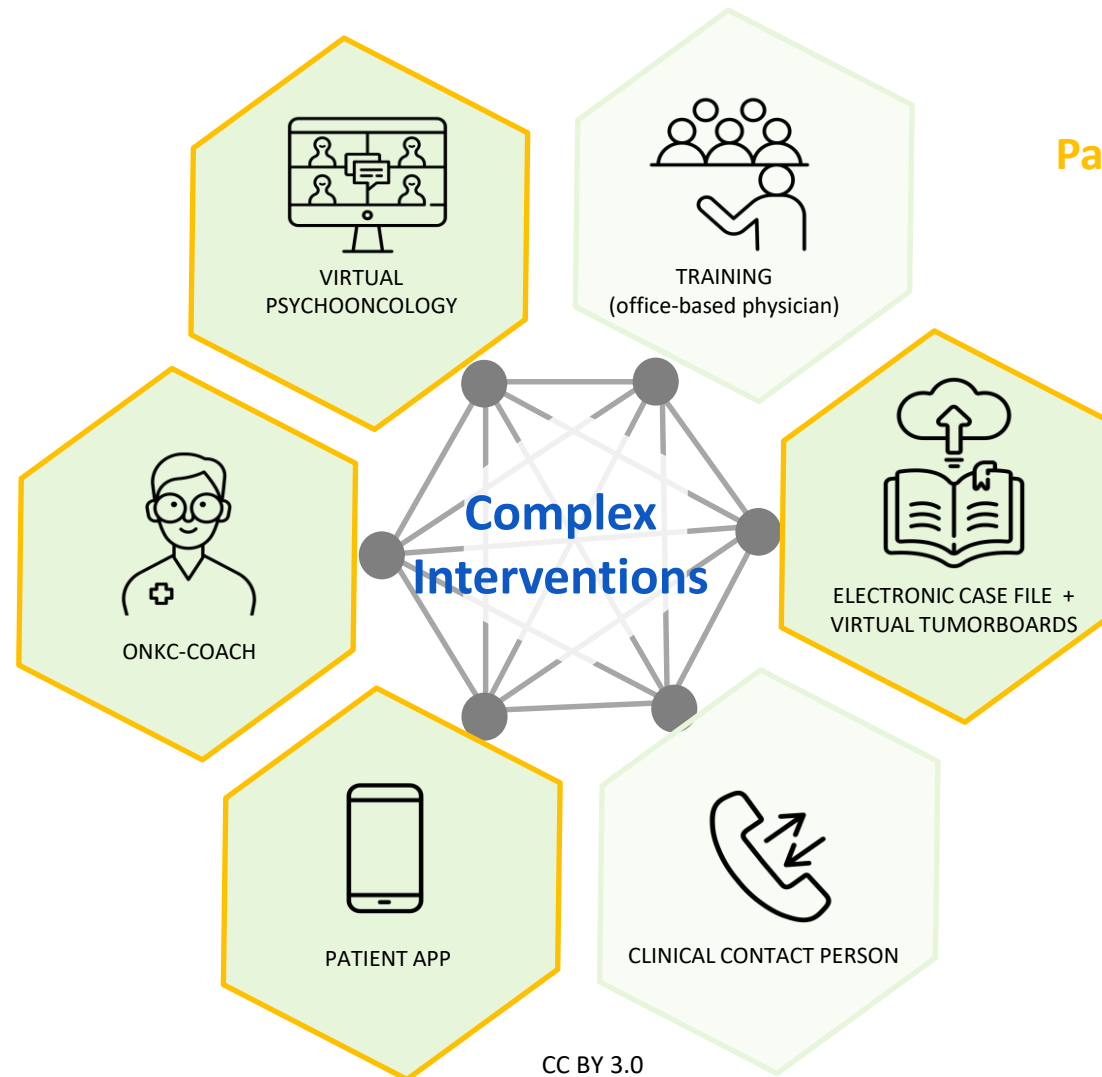 VIRTUAL
PSYCHOONCOLOGY
TRAINING
(office-based physician)
Pa
Complex
Interventions
ONKC-COACH
ELECTRONIC CASE FILE +
VIRTUAL TUMORBOARDS
PATIENT APP
CLINICAL CONTACT PERSON
CC BY 3.0